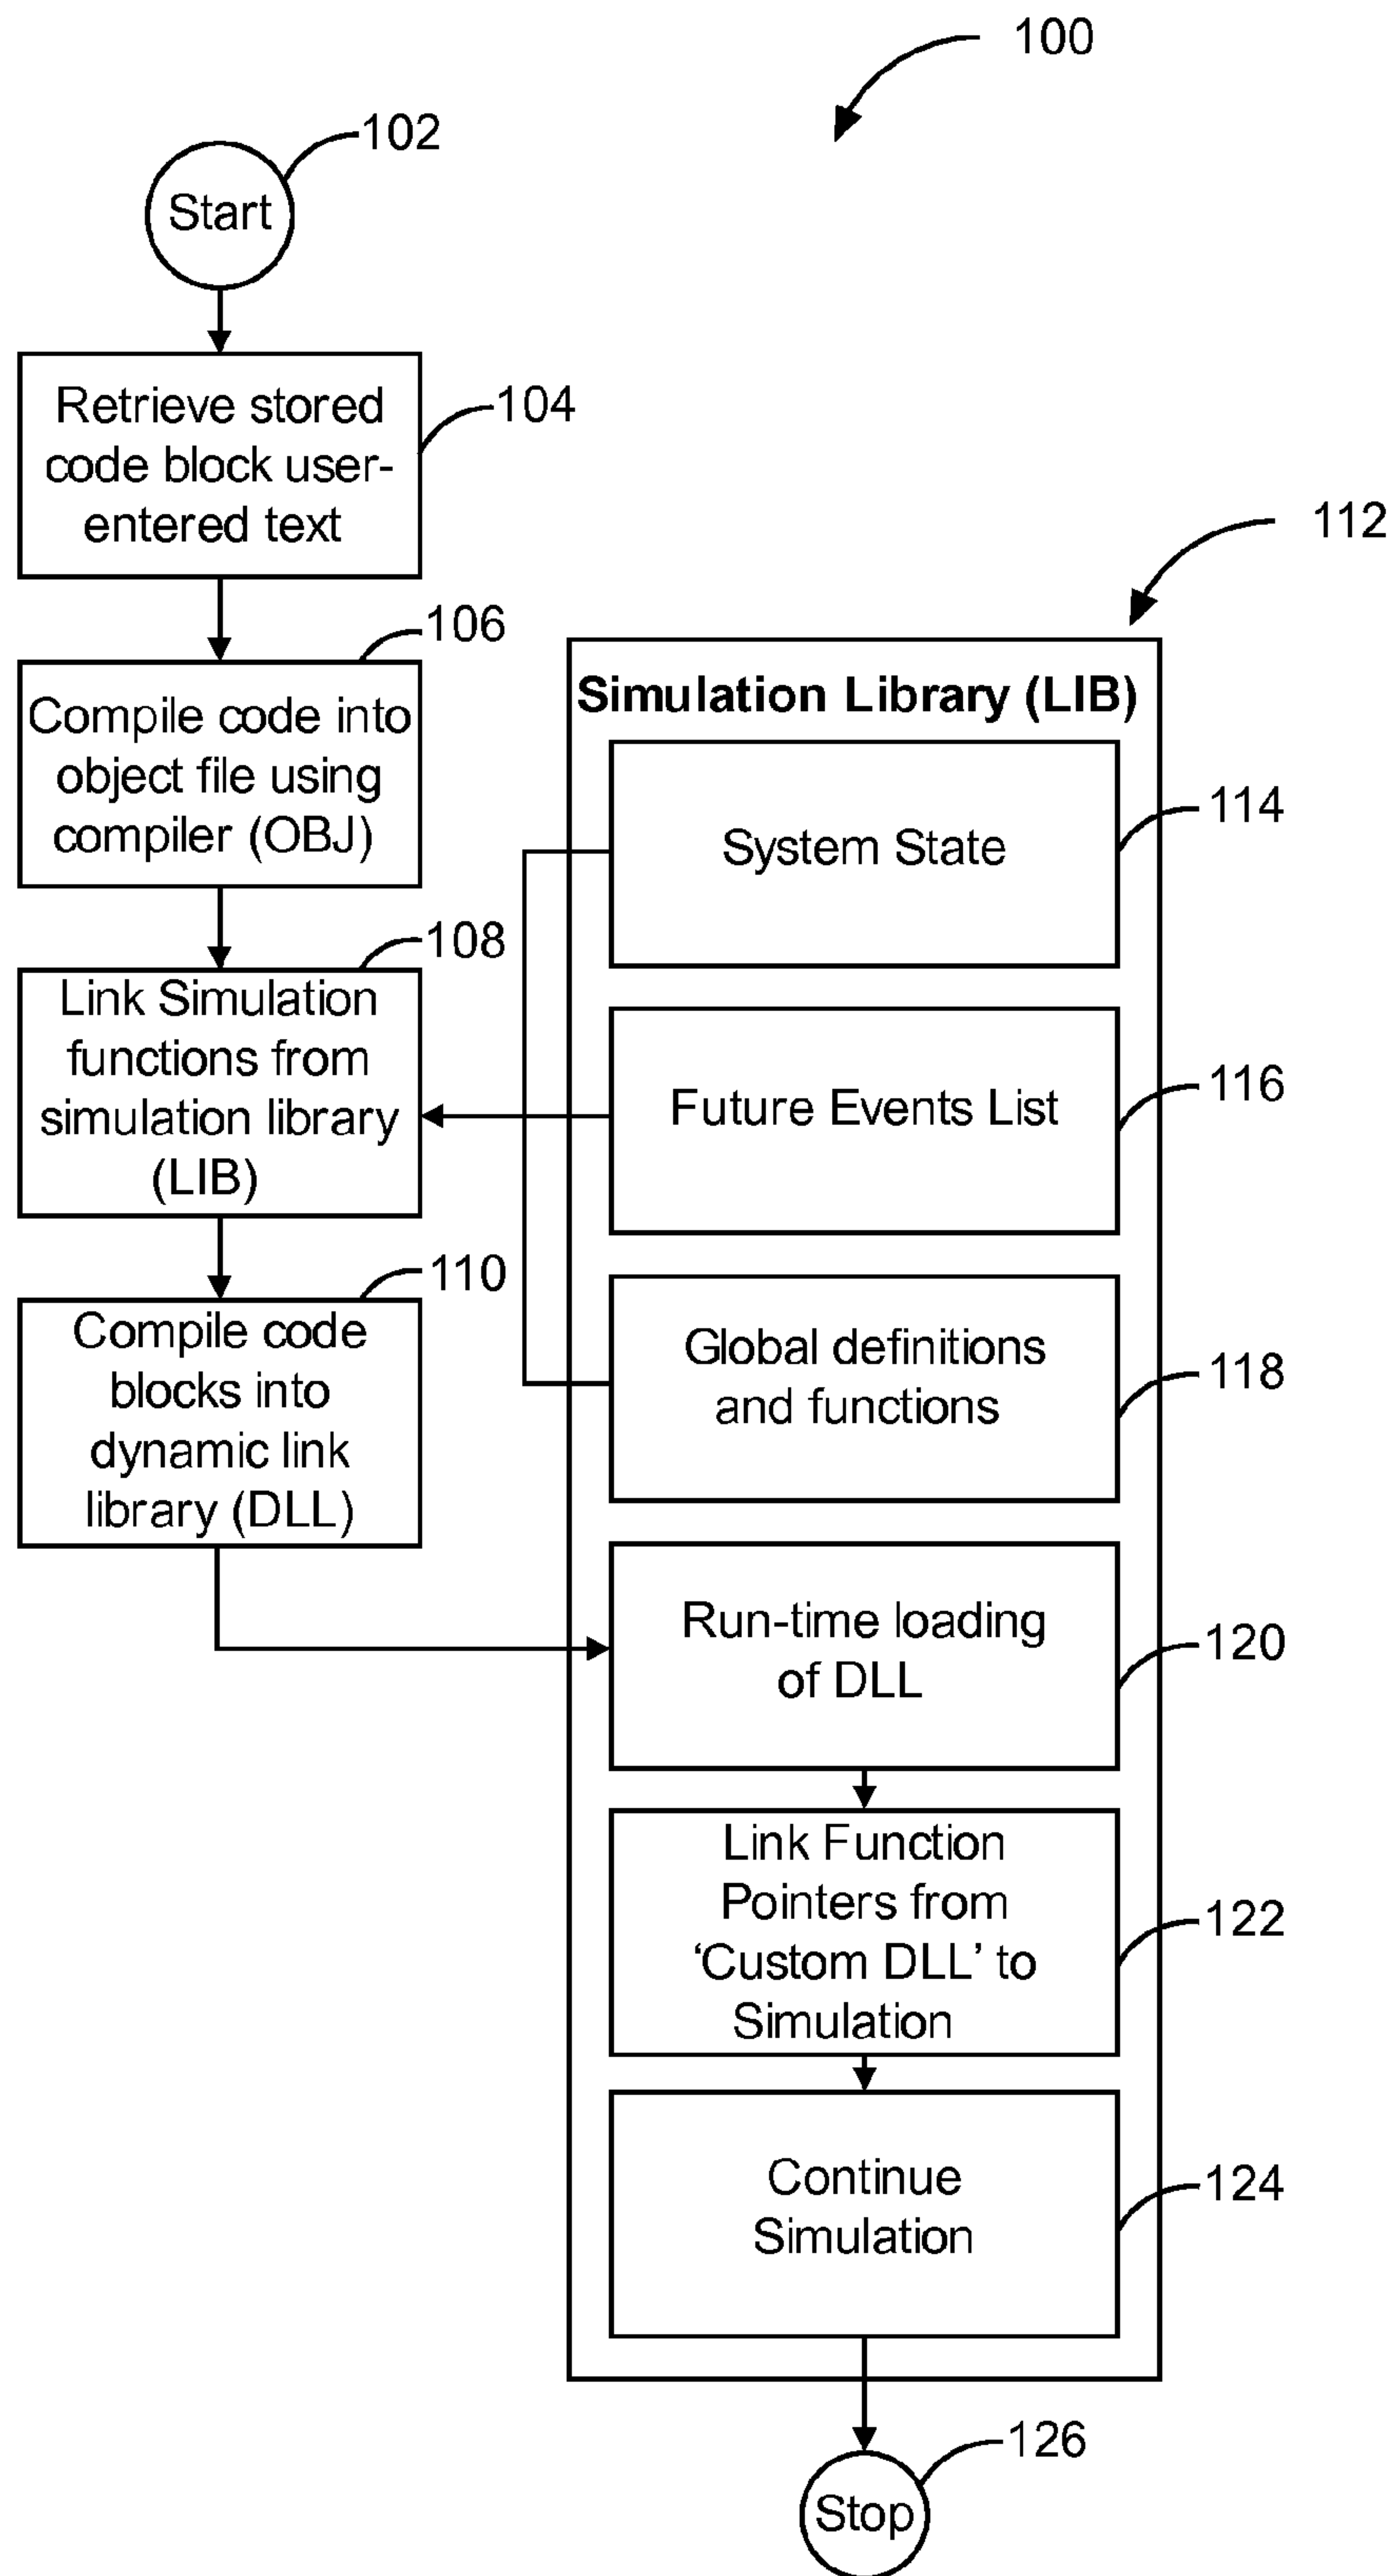 100
102
Start
Retrieve stored
code block user-
entered text
104
112
106
Compile code into
object file using
compiler (OBJ)
Simulation Library (LIB)
System State
114
108
Link Simulation
functions from
simulation library
(LIB)
Future Events List
116
110
Compile code
blocks into
dynamic link
library (DLL)
Global definitions
and functions
118
Run-time loading
of DLL
120
Link Function
Pointers from
‘Custom DLL’ to
Simulation
122
Continue
Simulation
124
126
Stop